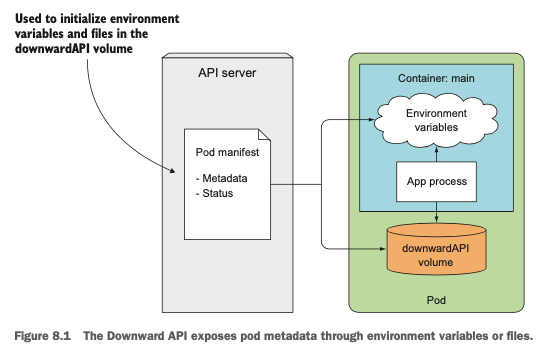 Used to initialize environment
variables and files in the
downwardAPI volume
API server
Pod manifest
- Metadata
- Status
Container: main
Environment
variables
App process
downwardAPI
volume
Pod
Figure 8.1 The Downward API exposes pod metadata through environment variables or files.